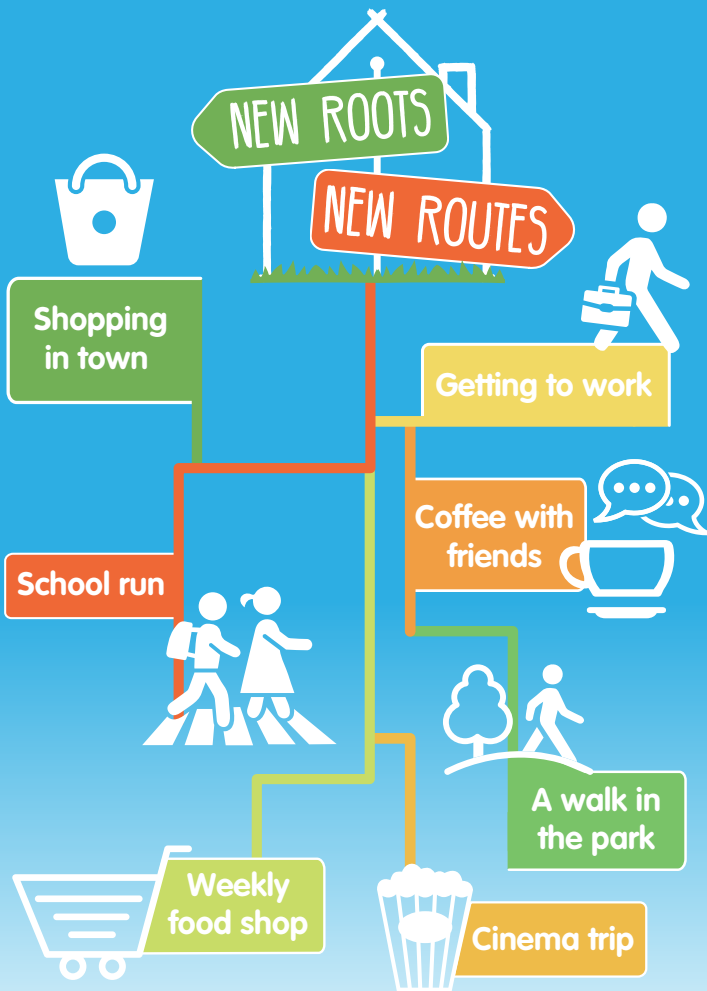 NEW ROOTS
NEW ROUTES
Shopping
in town
Getting to work
Coffee with
friends
School run
A walk in
the park
Weekly
food shop
Cinema trip